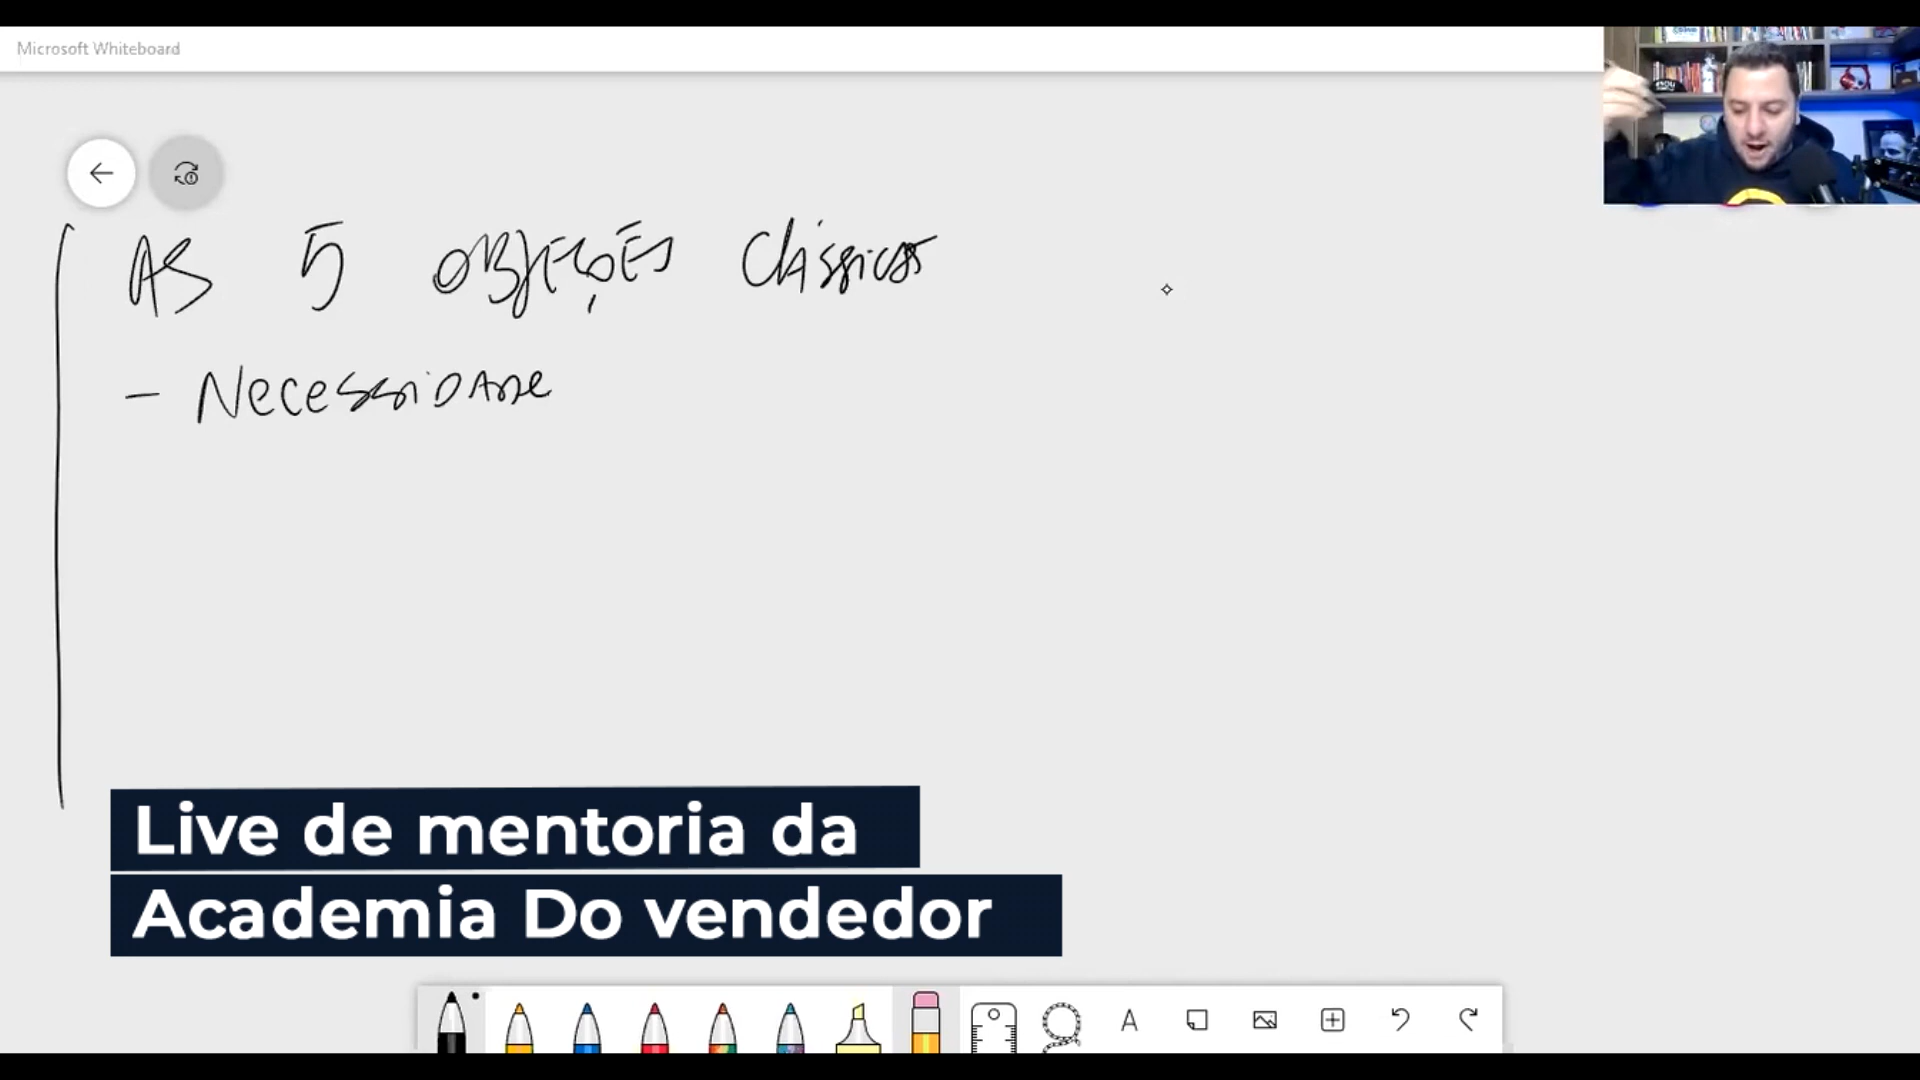 Microsoft Whiteboard
AS 5 OBJEÇÕES Clássicas
- Necessidade
Live de mentoria da
Academia Do vendedor